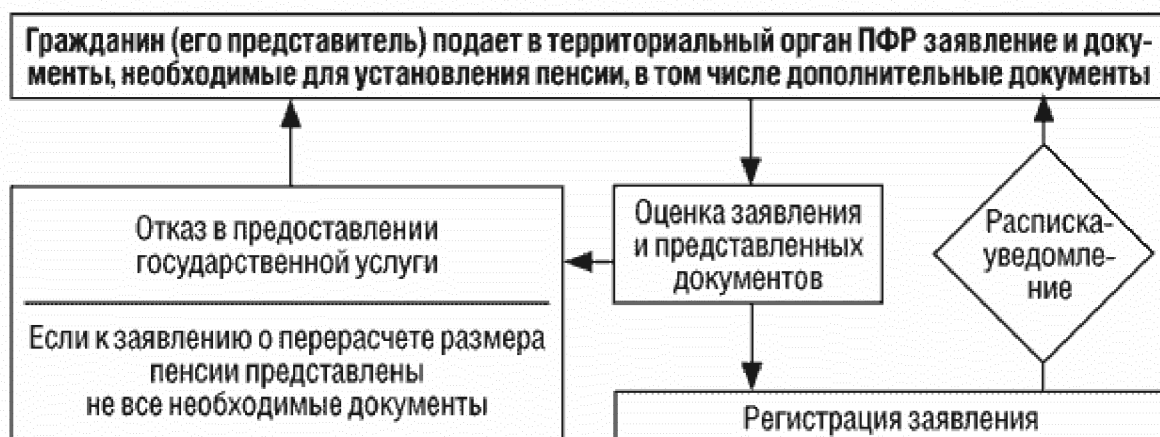 Гражданин (его представитель) подает в территориальный орган ПФР заявление и доку-
менты, необходимые для установления пенсии, в том числе дополнительные документы
Отказ в предоставлении
государственной услуги
Если к заявлению о перерасчете размера
пенсии представлены
не все необходимые документы
Оценка заявления
и представленных
документов
Расписка-
уведомле-
ние
Регистрация заявления